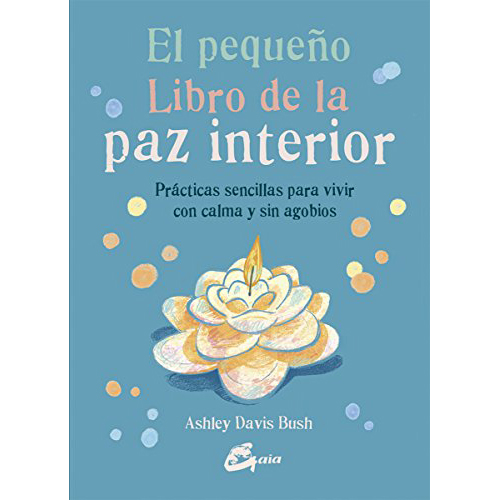 El pequeño
Libro de la
paz interior
Prácticas sencillas para vivir
con calma y sin agobios
Ashley Davis Bush
Gaia